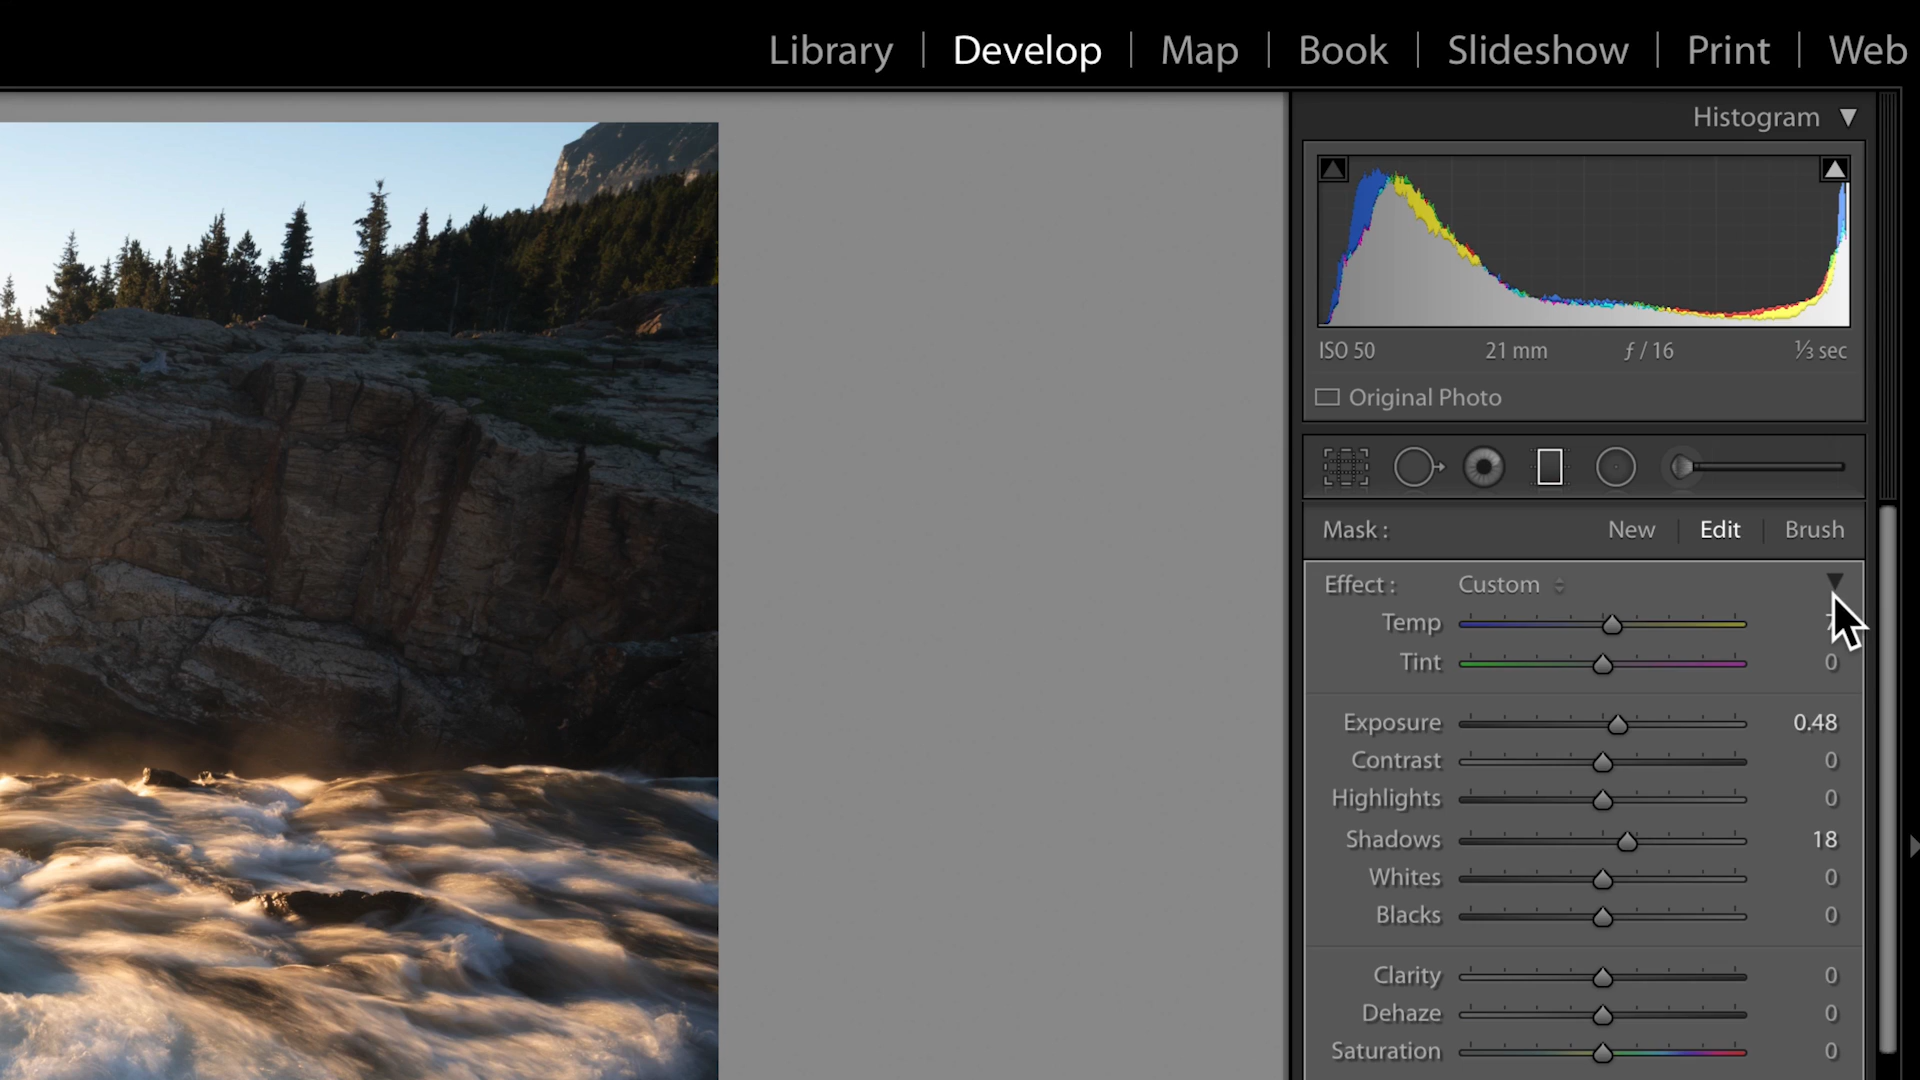 Library | Develop | Map | Book | Slideshow | Print | Web
Histogram
ISO 50 21 mm ƒ / 16 ⅓ sec
Original Photo
Mask : New | Edit | Brush
Effect : Custom
Temp
Tint 0
Exposure 0.48
Contrast 0
Highlights 0
Shadows 18
Whites 0
Blacks 0
Clarity 0
Dehaze 0
Saturation 0